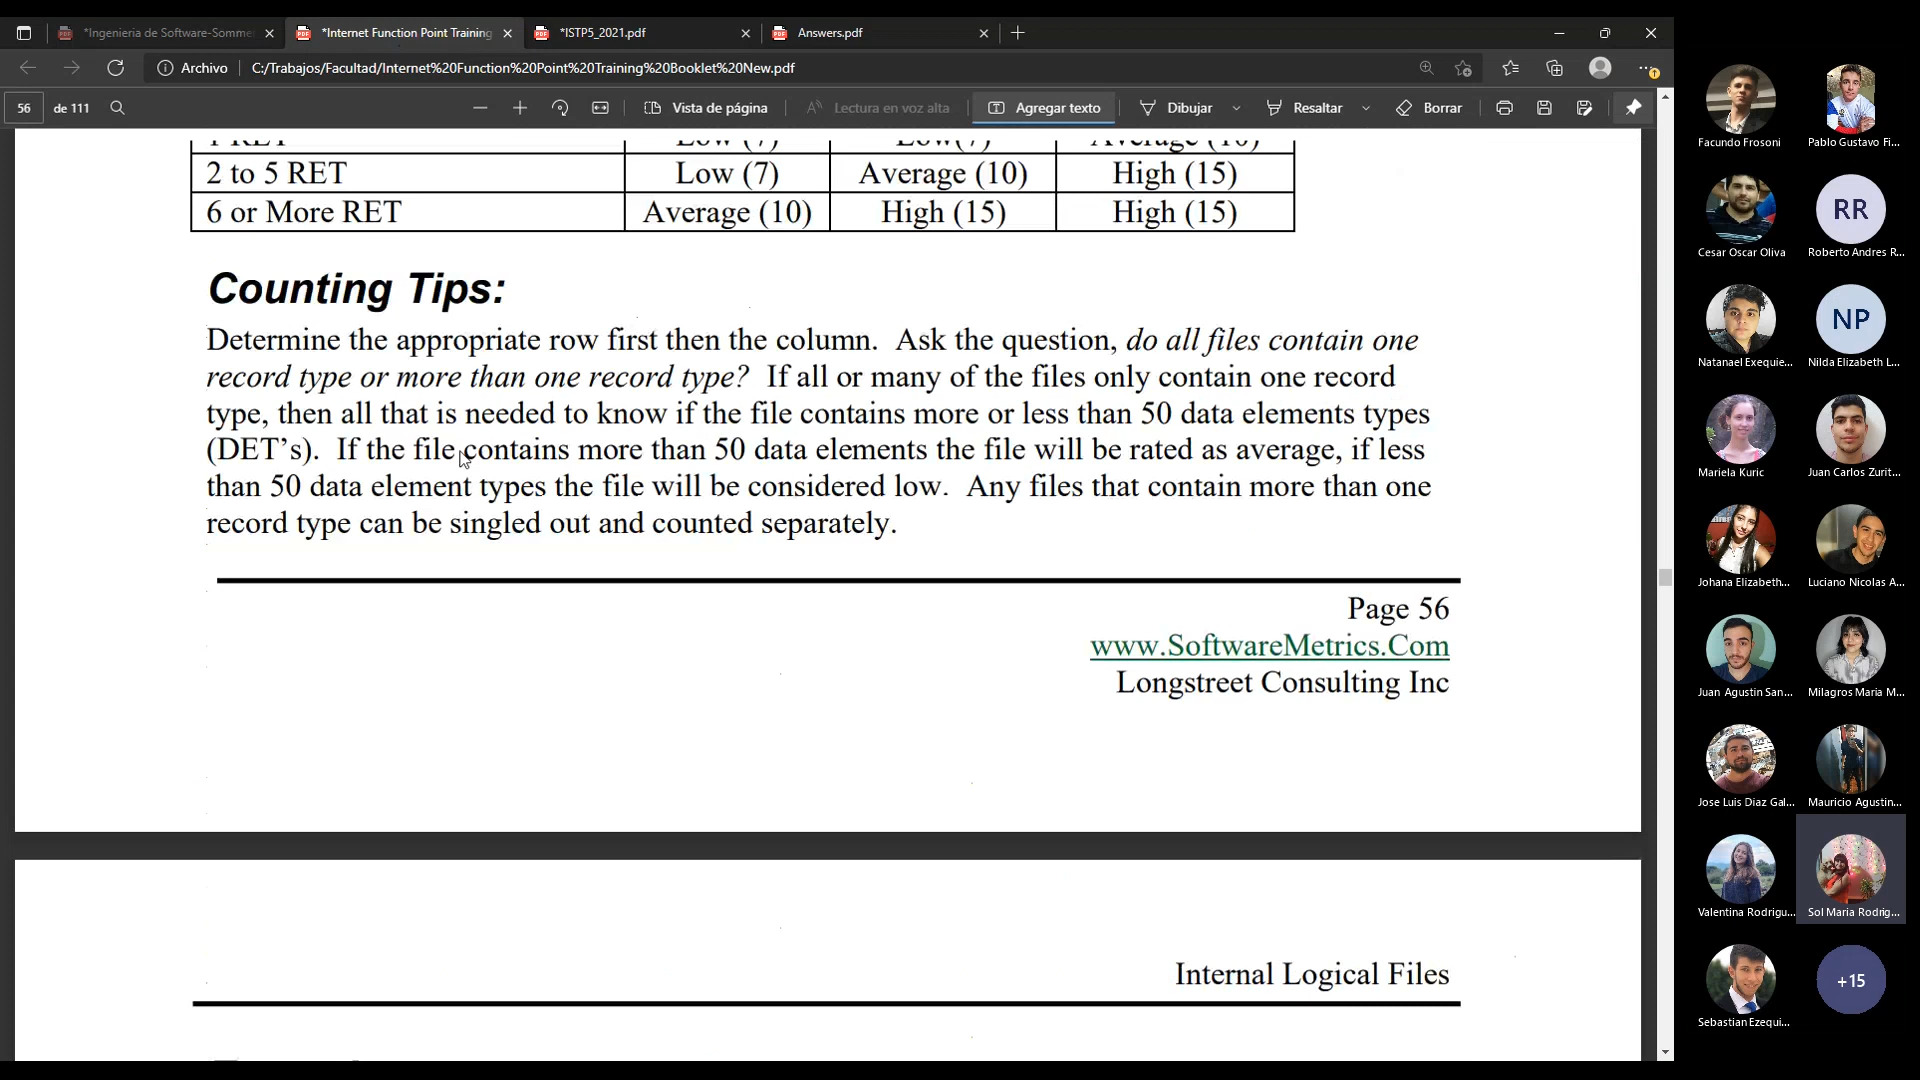 *Ingenieria de Software-Somme
*Internet Function Point Training
*ISTP5_2021.pdf
Answers.pdf
Archivo
C:/Trabajos/Facultad/Internet%20Function%20Point%20Training%20Booklet%20New.pdf
56 de 111
Vista de página
Lectura en voz alta
Agregar texto
Dibujar
Resaltar
Borrar
1 RET Low (7) Low(7) Average (10)
2 to 5 RET Low (7) Average (10) High (15)
6 or More RET Average (10) High (15) High (15)
Counting Tips:
Determine the appropriate row first then the column. Ask the question, do all files contain one
record type or more than one record type? If all or many of the files only contain one record
type, then all that is needed to know if the file contains more or less than 50 data elements types
(DET's). If the file contains more than 50 data elements the file will be rated as average, if less
than 50 data element types the file will be considered low. Any files that contain more than one
record type can be singled out and counted separately.
Page 56
www.SoftwareMetrics.Com
Longstreet Consulting Inc
Internal Logical Files
Facundo Frosoni
Pablo Gustavo Fi...
Cesar Oscar Oliva
RR
Roberto Andres R...
Natanael Exequie...
NP
Nilda Elizabeth L...
Mariela Kuric
Juan Carlos Zurit...
Johana Elizabeth...
Luciano Nicolas A...
Juan Agustin San...
Milagros Maria M...
Jose Luis Diaz Gal...
Mauricio Agustin...
Valentina Rodrigu...
Sol Maria Rodrig...
Sebastian Ezequi...
+15